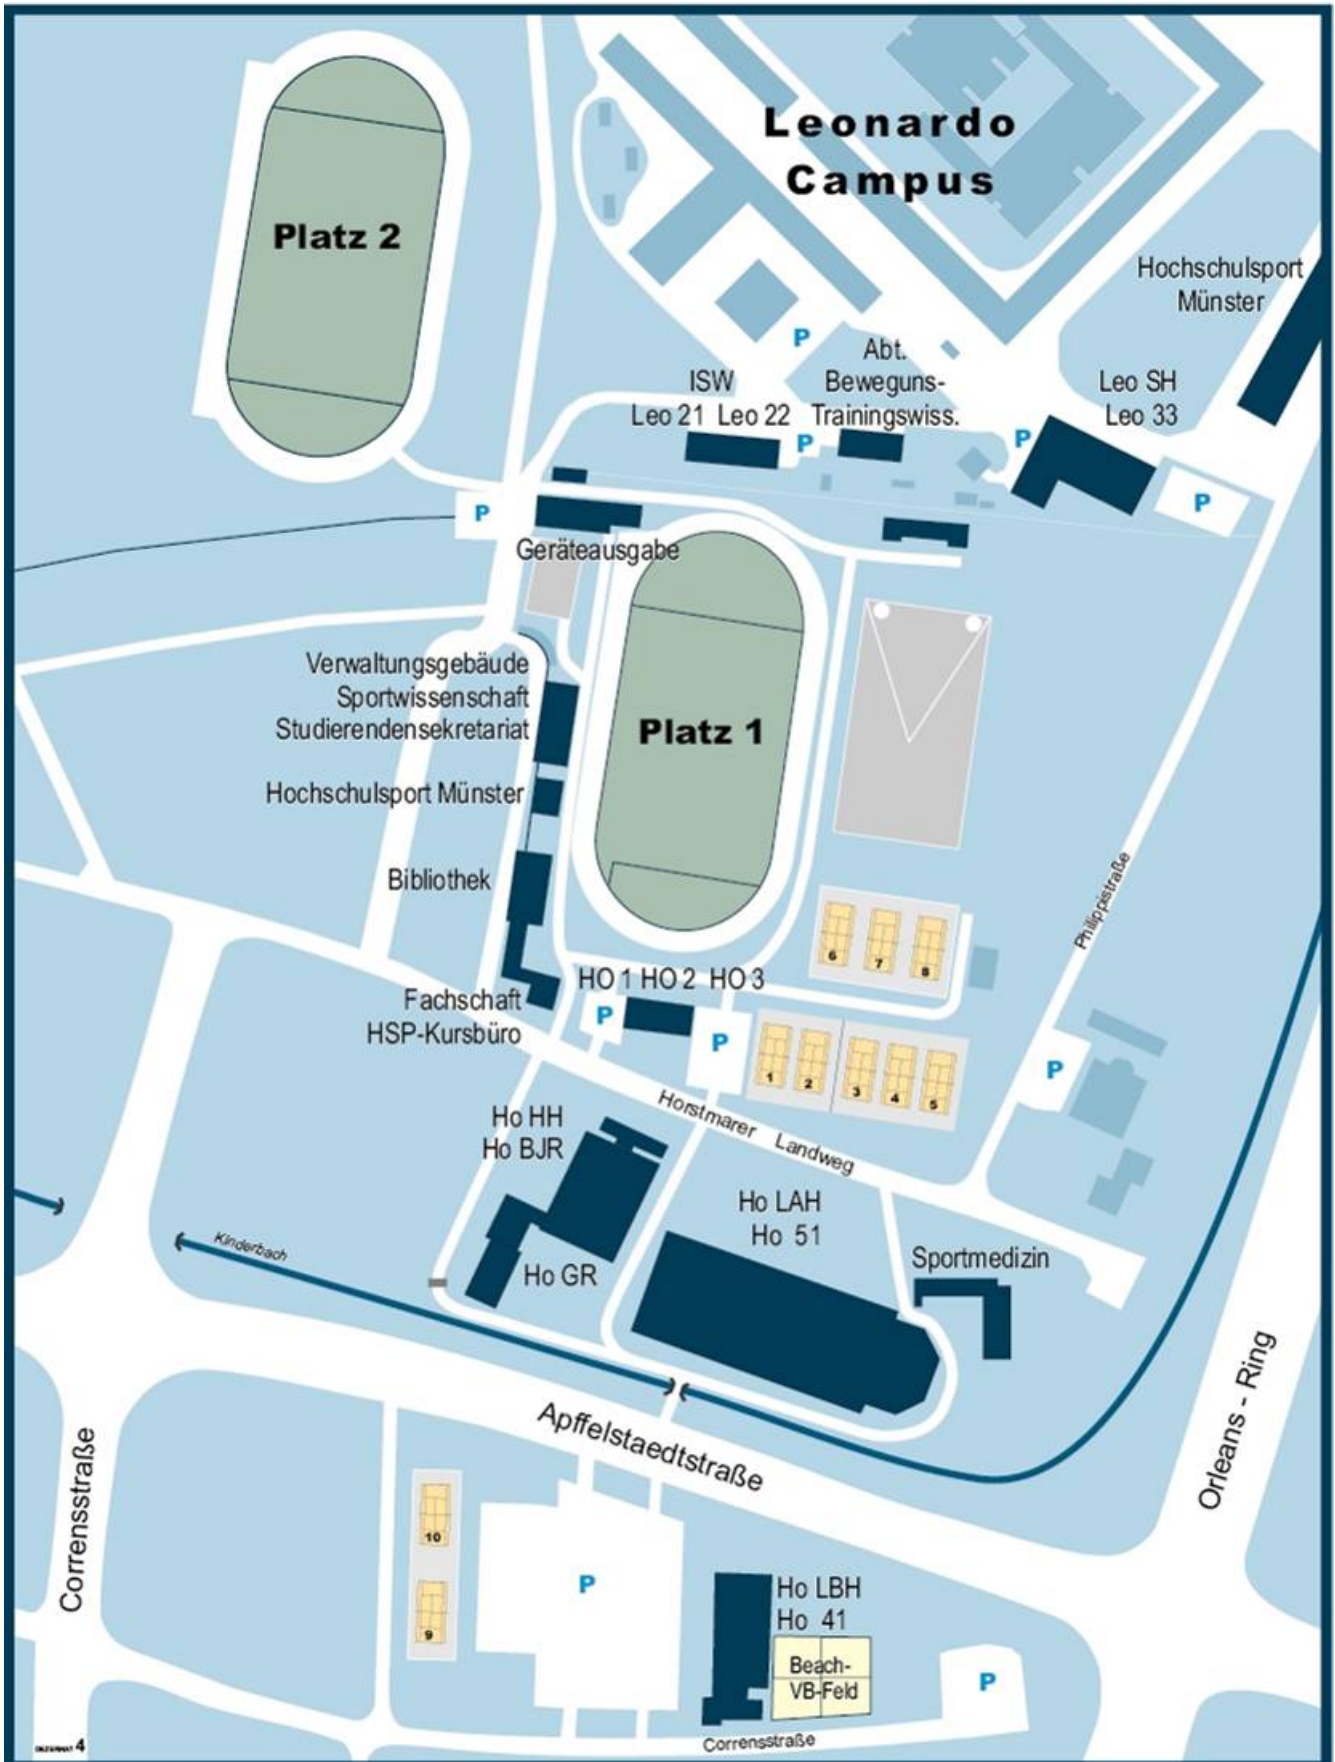 Leonardo
Campus
Platz 2
Hochschulsport
Münster
P
Abt.
Beweguns-
Trainingswiss.
ISW
Leo 21 Leo 22
P
Leo SH
Leo 33
P
P
P
Geräteausgabe
Verwaltungsgebäude
Sportwissenschaft
Studierendensekretariat
Platz 1
Hochschulsport Münster
Bibliothek
Philippistraße
6
7
8
HO 1 HO 2 HO 3
Fachschaft
HSP-Kursbüro
P
P
1
2
3
4
5
P
Horstmarer Landweg
Ho HH
Ho BJR
Ho LAH
Ho 51
Kinderbach
Ho GR
Sportmedizin
Apffelstaedtstraße
Orleans - Ring
Corrensstraße
10
9
P
Ho LBH
Ho 41
Beach-
VB-Feld
P
Corrensstraße
4